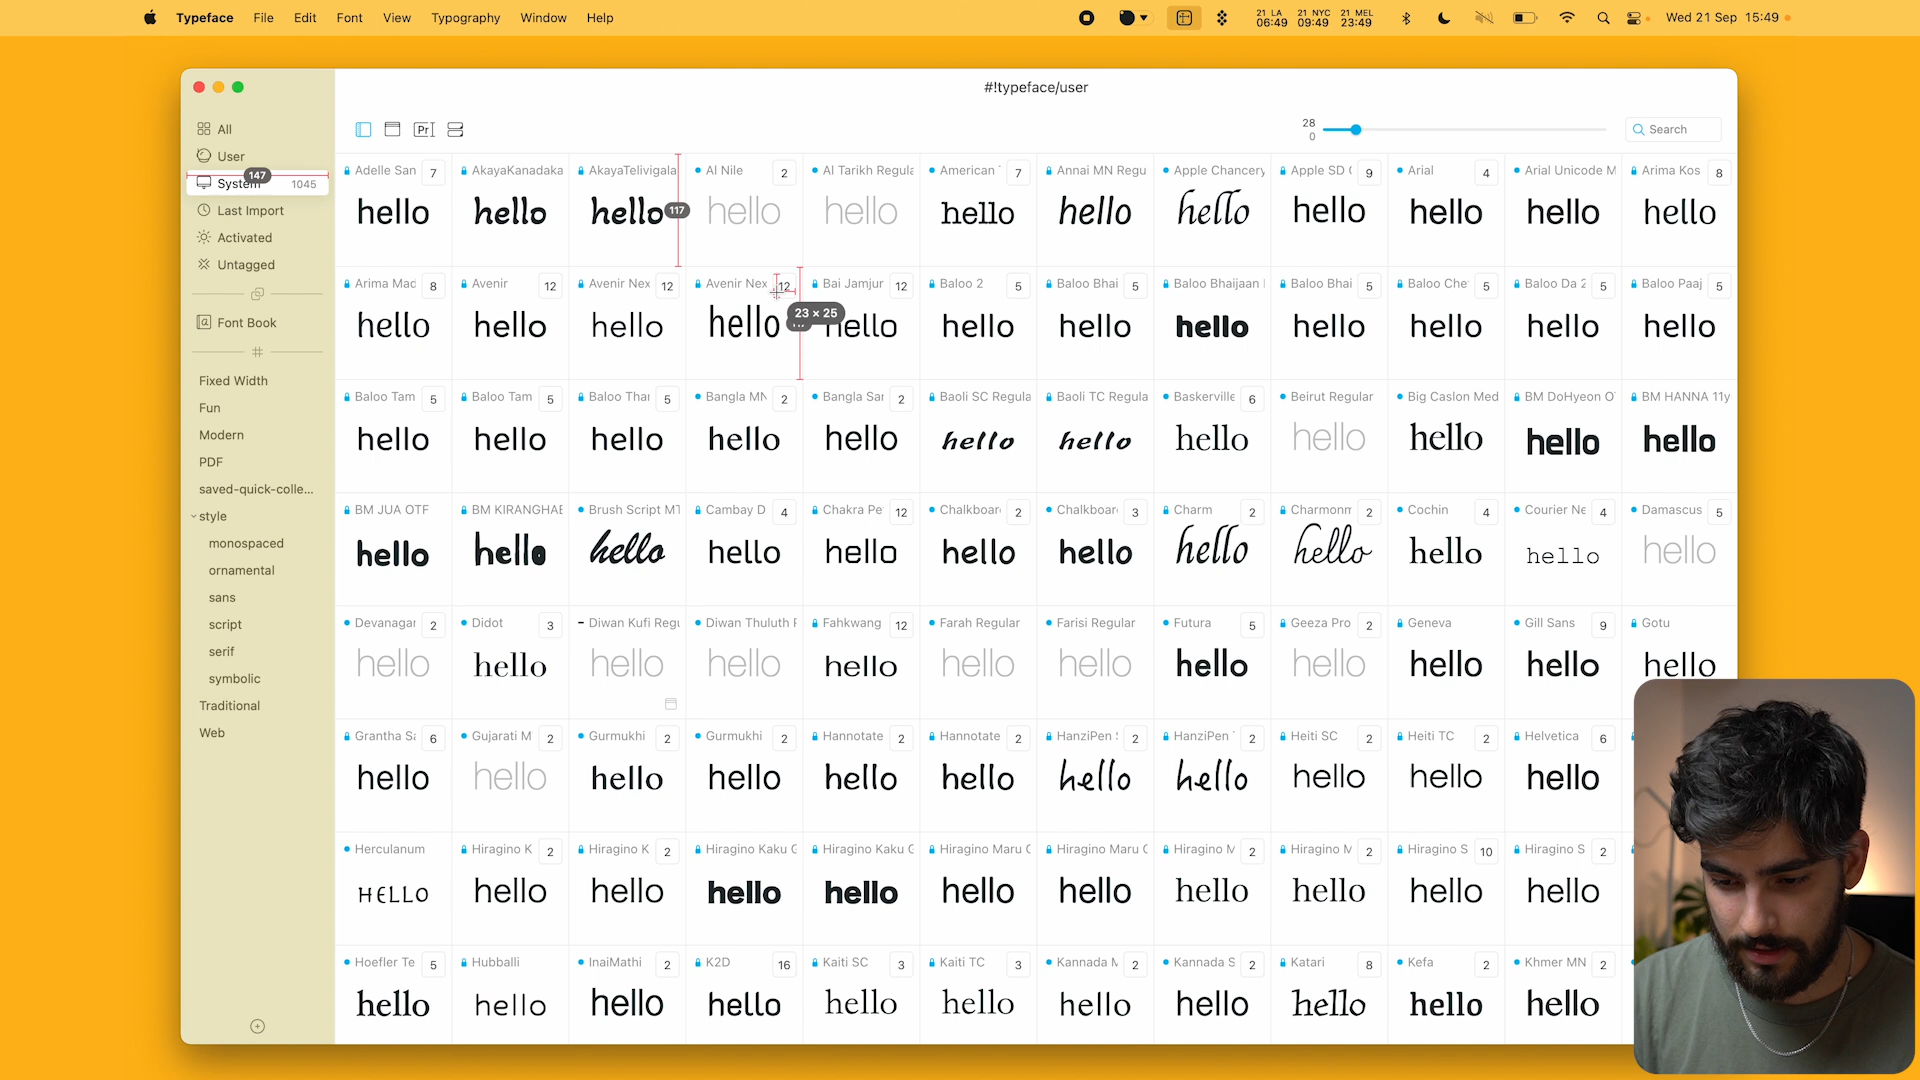 Typeface File Edit Font View Typography Window Help
21 LA 21 NYC 21 MEL
06:49 09:49 23:49
Wed 21 Sep 15:49
#!typeface/user
All
User
147
System 1045
Last Import
Activated
Untagged
Font Book
Fixed Width
Fun
Modern
PDF
saved-quick-colle...
style
monospaced
ornamental
sans
script
serif
symbolic
Traditional
Web
Pr
28
0
Search
Adelle San 7 AkayaKanadaka AkayaTelivigala Al Nile 2 Al Tarikh Regula American 7 Annai MN Regu Apple Chancery Apple SD 9 Arial 4 Arial Unicode M Arima Kos 8
hello hello hello 117 hello hello hello hello hello hello hello hello hello
Arima Mad 8 Avenir 12 Avenir Nex 12 Avenir Nex 12 Bai Jamjur 12 Baloo 2 5 Baloo Bhai 5 Baloo Bhaijaan Baloo Bhai 5 Baloo Che 5 Baloo Da 2 5 Baloo Paaj 5
23 × 25
hello hello hello hello hello hello hello hello hello hello hello hello
Baloo Tam 5 Baloo Tam 5 Baloo Than 5 Bangla MN 2 Bangla Sar 2 Baoli SC Regula Baoli TC Regula Baskerville 6 Beirut Regular Big Caslon Med BM DoHyeon O BM HANNA 11y
hello hello hello hello hello hello hello hello hello hello hello hello
BM JUA OTF BM KIRANGHAE Brush Script MT Cambay D 4 Chakra Pe 12 Chalkboar 2 Chalkboar 3 Charm 2 Charmonm 2 Cochin 4 Courier Ne 4 Damascus 5
hello hello hello hello hello hello hello hello hello hello hello hello
Devanagar 2 Didot 3 Diwan Kufi Regu Diwan Thuluth F Fahkwang 12 Farah Regular Farisi Regular Futura 5 Geeza Pro 2 Geneva Gill Sans 9 Gotu
hello hello hello hello hello hello hello hello hello hello hello hello
Grantha Sa 6 Gujarati M 2 Gurmukhi 2 Gurmukhi 2 Hannotate 2 Hannotate 2 HanziPen 2 HanziPen 2 Heiti SC 2 Heiti TC 2 Helvetica 6
hello hello hello hello hello hello hello hello hello hello hello
Herculanum Hiragino K 2 Hiragino K 2 Hiragino Kaku G Hiragino Kaku G Hiragino Maru G Hiragino Maru G Hiragino M 2 Hiragino M 2 Hiragino S 10 Hiragino S 2
HELLO hello hello hello hello hello hello hello hello hello hello
Hoefler Te 5 Hubballi InaiMathi 2 K2D 16 Kaiti SC 3 Kaiti TC 3 Kannada M 2 Kannada S 2 Katari 8 Kefa 2 Khmer MN 2
hello hello hello hello hello hello hello hello hello hello hello